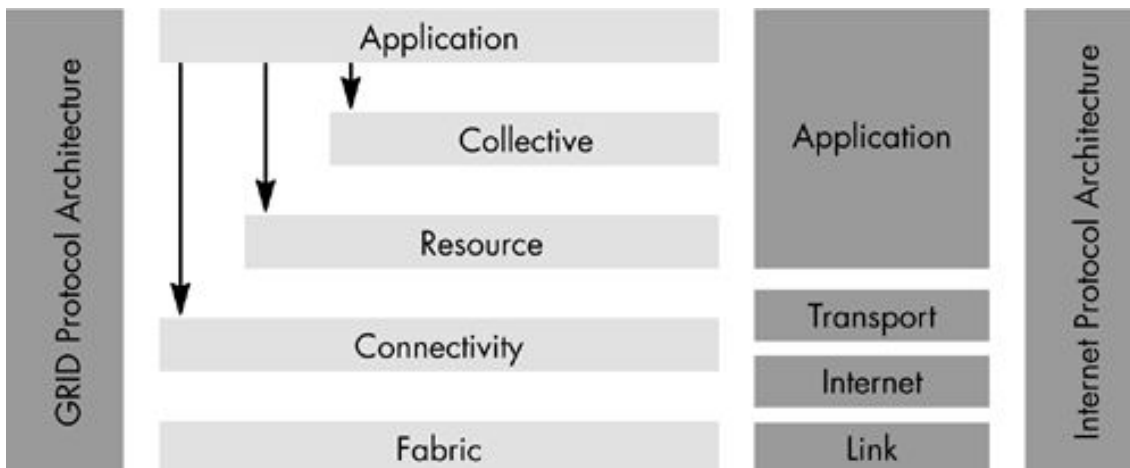 GRID Protocol Architecture
Application
Collective
Resource
Connectivity
Fabric
Application
Transport
Internet
Link
Internet Protocol Architecture